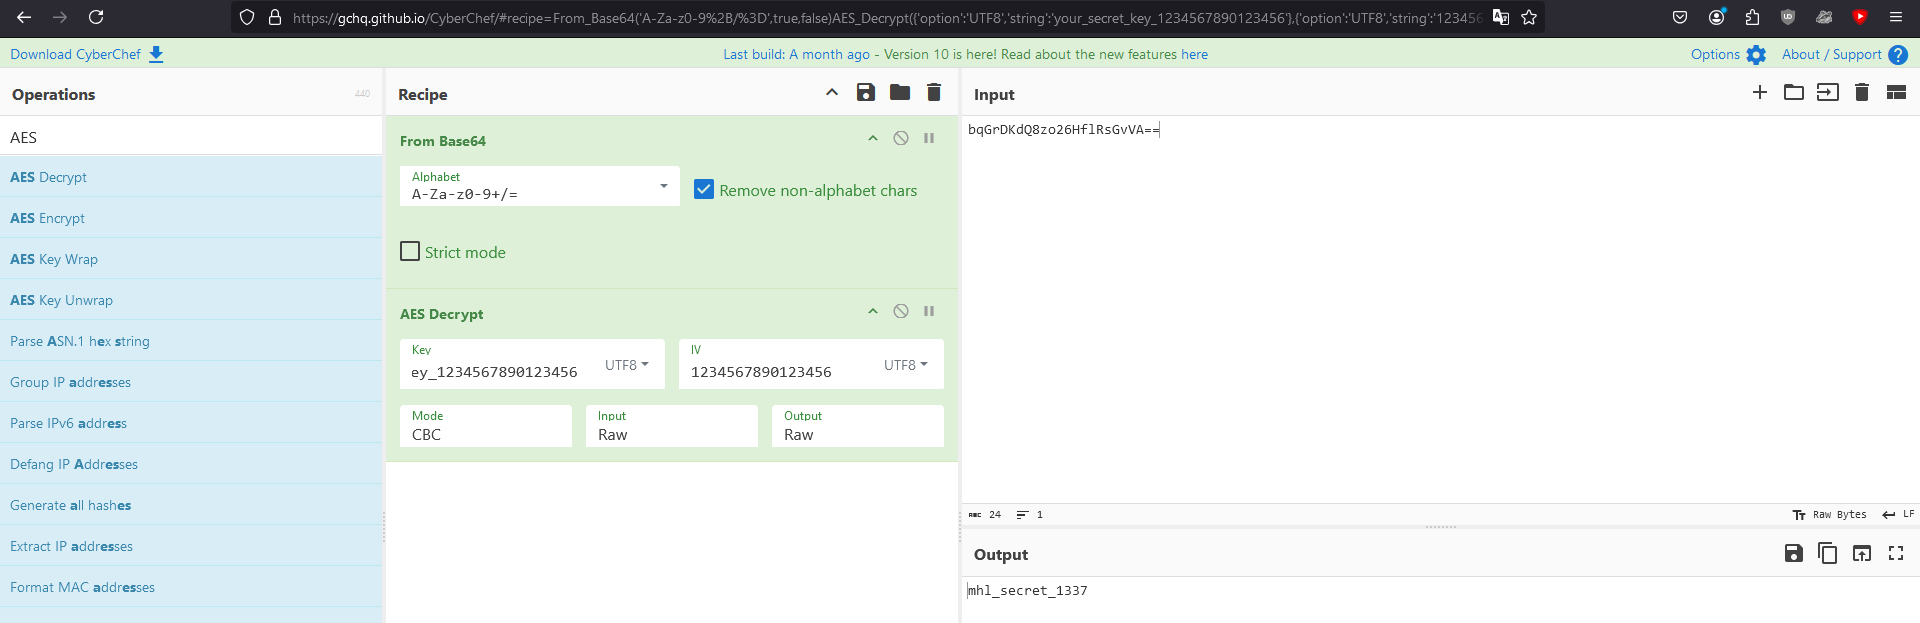 https://gchq.github.io/CyberChef/#recipe=From_Base64('A-Za-z0-9%2B/%3D',true,false)AES_Decrypt({'option':'UTF8','string':'your_secret_key_1234567890123456'},{'option':'UTF8','string':'123456
Download CyberChef
Last build: A month ago - Version 10 is here! Read about the new features here
Options
About / Support
Operations
440
AES
AES Decrypt
AES Encrypt
AES Key Wrap
AES Key Unwrap
Parse ASN.1 hex string
Group IP addresses
Parse IPv6 address
Defang IP Addresses
Generate all hashes
Extract IP addresses
Format MAC addresses
Recipe
From Base64
Alphabet
A-Za-z0-9+/=
Remove non-alphabet chars
Strict mode
AES Decrypt
Key
ey_1234567890123456
UTF8
IV
1234567890123456
UTF8
Mode
CBC
Input
Raw
Output
Raw
Input
bqGrDKdQ8zo26HflRsGvVA==
ABC 24
1
Tt Raw Bytes
LF
Output
mhl_secret_1337